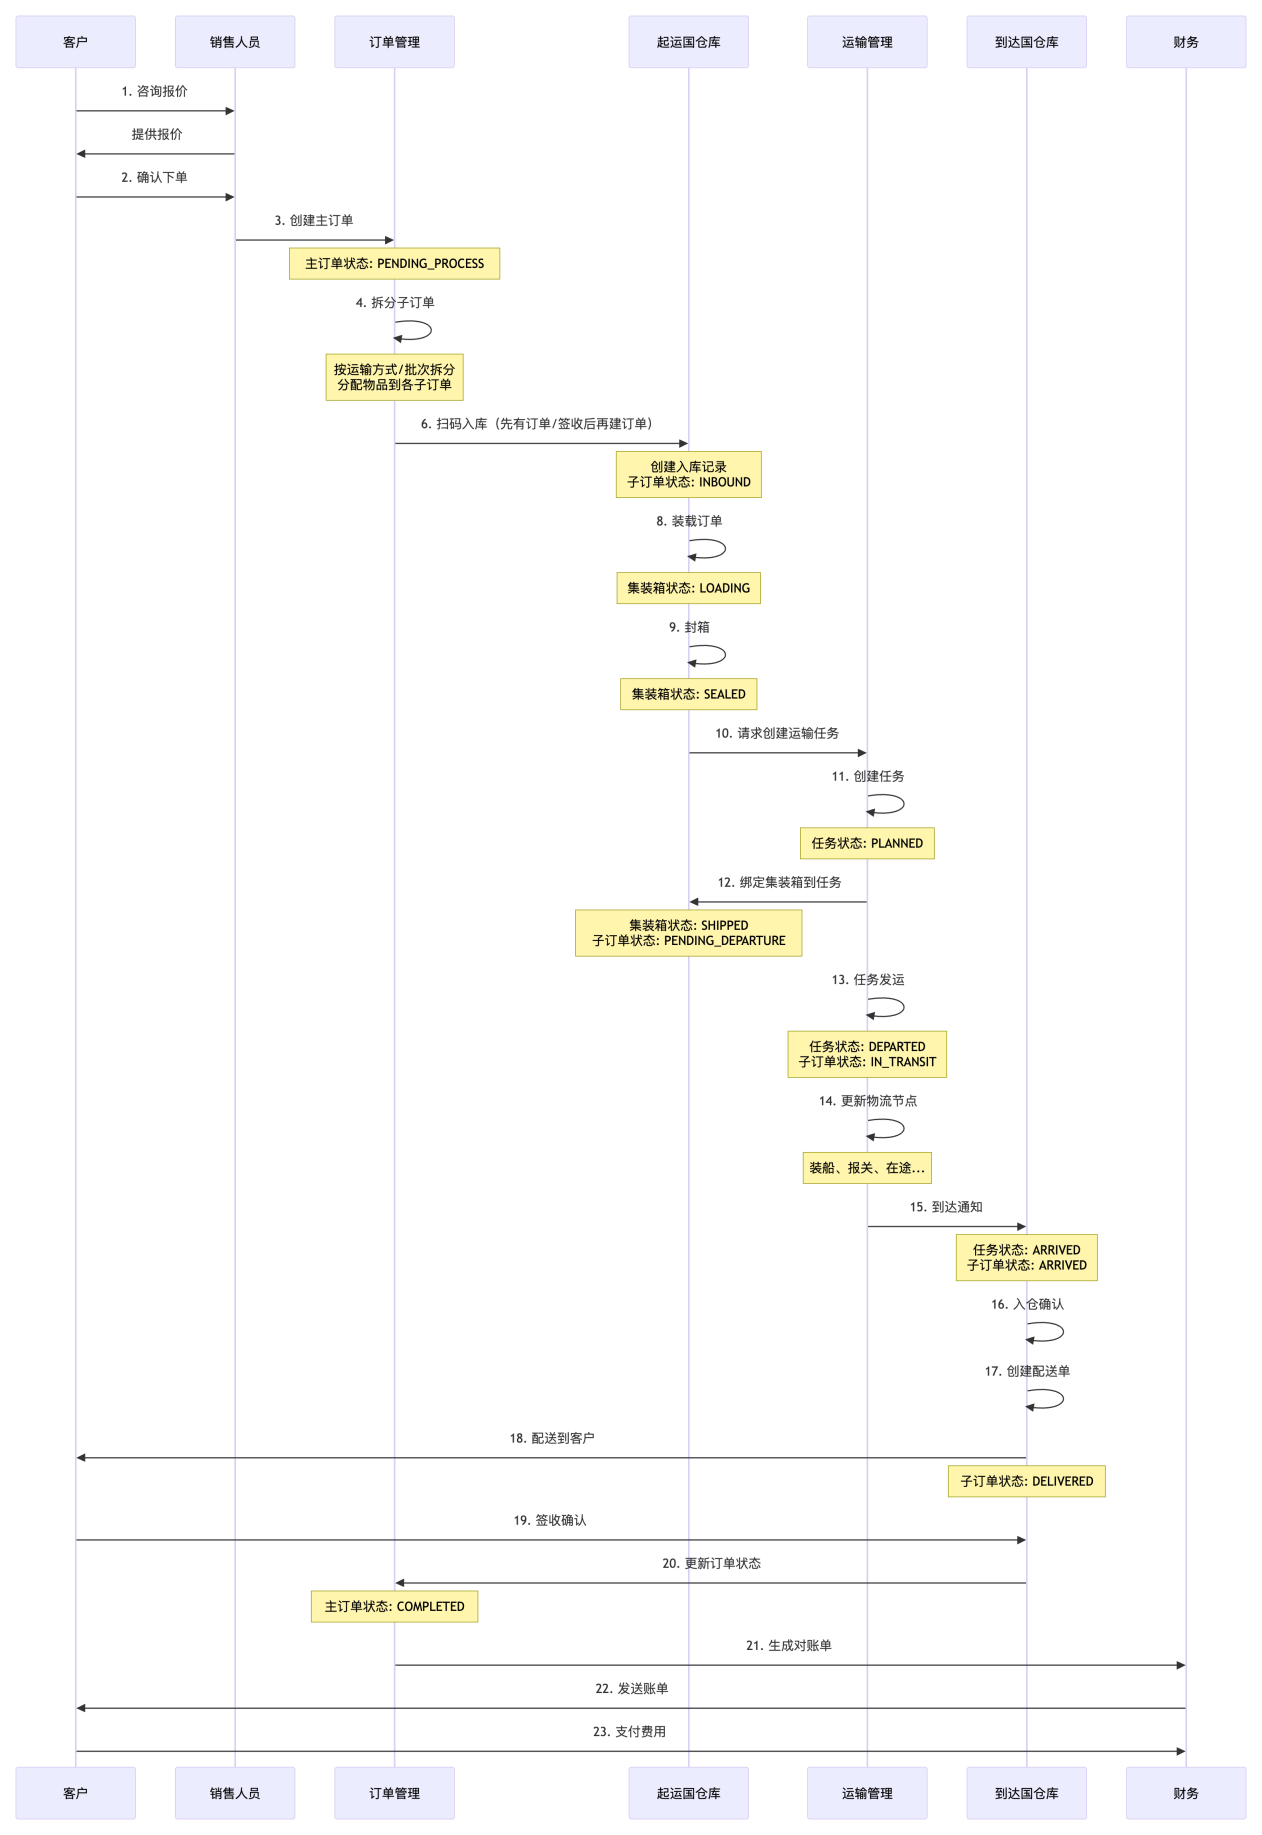 客户
销售人员
订单管理
起运国仓库
运输管理
到达国仓库
财务
1. 咨询报价
提供报价
2. 确认下单
3. 创建主订单
主订单状态: PENDING_PROCESS
4. 拆分子订单
按运输方式/批次拆分
分配物品到各子订单
6. 扫码入库（先有订单/签收后再建订单）
创建入库记录
子订单状态: INBOUND
8. 装载订单
集装箱状态: LOADING
9. 封箱
集装箱状态: SEALED
10. 请求创建运输任务
11. 创建任务
任务状态: PLANNED
12. 绑定集装箱到任务
集装箱状态: SHIPPED
子订单状态: PENDING_DEPARTURE
13. 任务发运
任务状态: DEPARTED
子订单状态: IN_TRANSIT
14. 更新物流节点
装船、报关、在途...
15. 到达通知
任务状态: ARRIVED
子订单状态: ARRIVED
16. 入仓确认
17. 创建配送单
18. 配送到客户
子订单状态: DELIVERED
19. 签收确认
20. 更新订单状态
主订单状态: COMPLETED
21. 生成对账单
22. 发送账单
23. 支付费用
客户
销售人员
订单管理
起运国仓库
运输管理
到达国仓库
财务